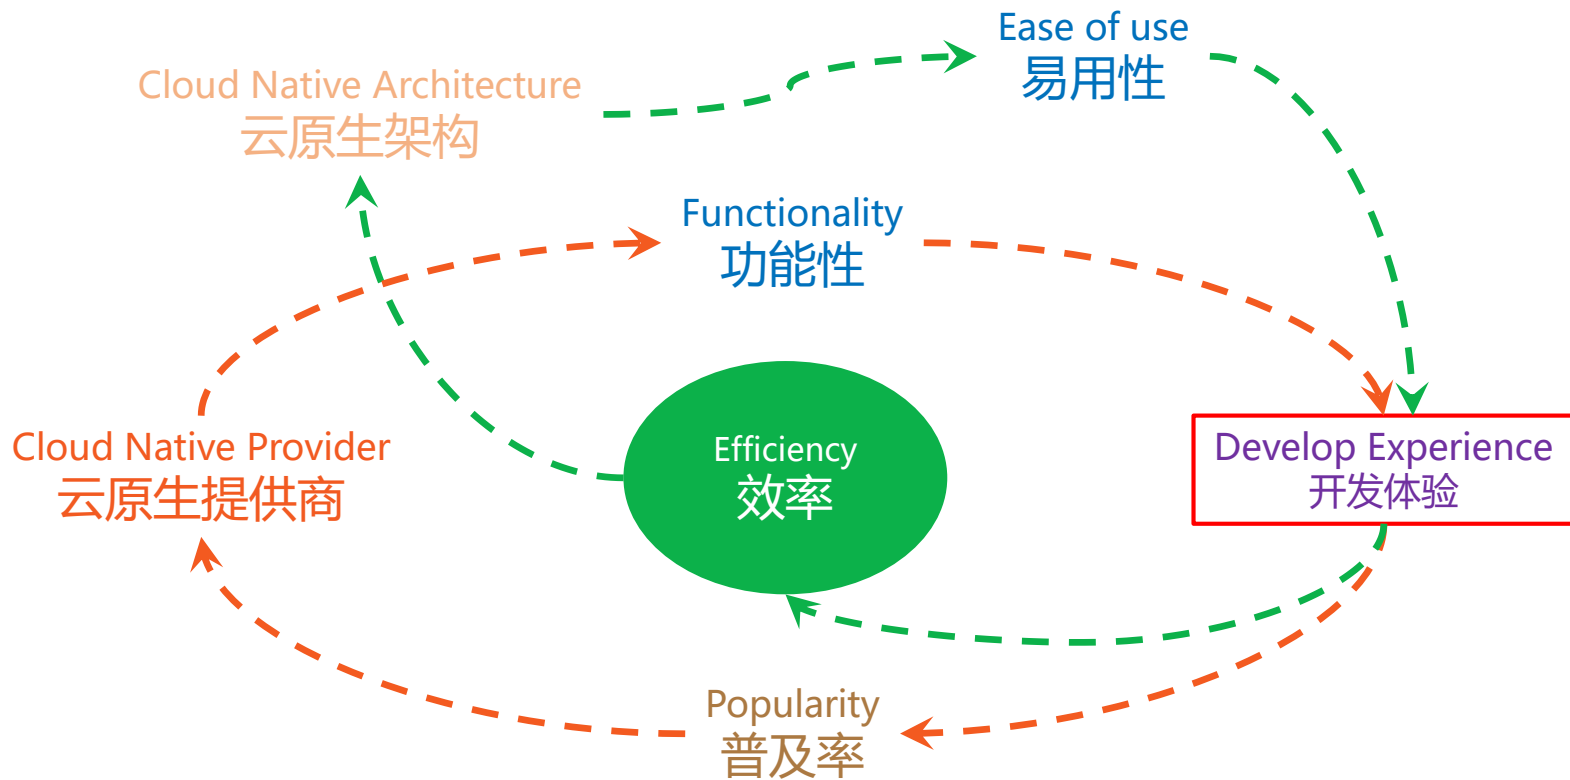 Ease of use
易用性
Cloud Native Architecture
云原生架构
Functionality
功能性
Cloud Native Provider
云原生提供商
Efficiency
效率
Develop Experience
开发体验
Popularity
普及率